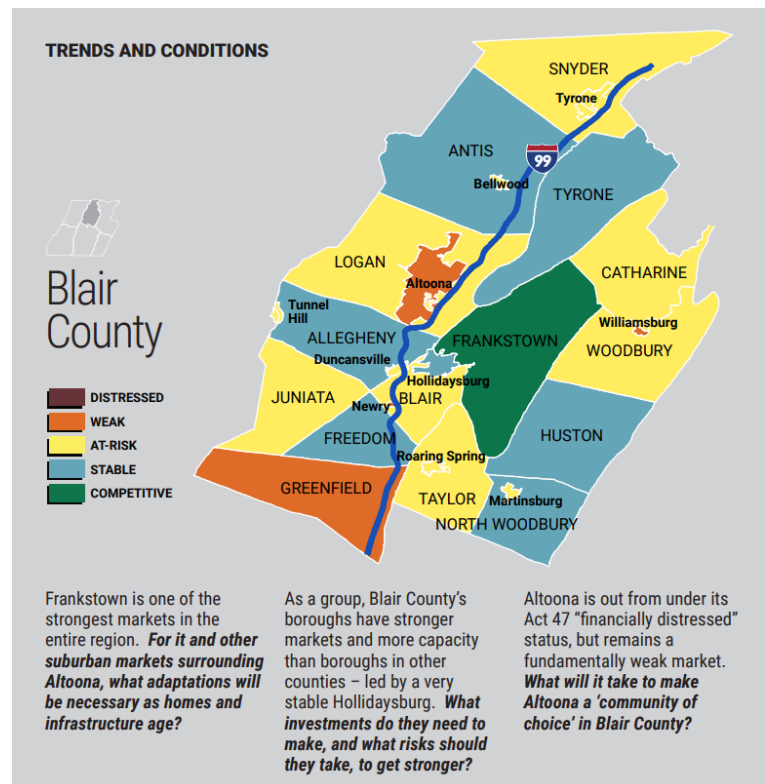 TRENDS AND CONDITIONS
SNYDER
Tyrone
ANTIS
99
Bellwood
TYRONE
LOGAN
CATHARINE
Altoona
Blair
County
Tunnel
Hill
Williamsburg
ALLEGHENY
FRANKSTOWN
WOODBURY
Duncansville
Hollidaysburg
JUNIATA
BLAIR
Newry
DISTRESSED
WEAK
AT-RISK
STABLE
COMPETITIVE
FREEDOM
HUSTON
Roaring Spring
GREENFIELD
TAYLOR
Martinsburg
NORTH WOODBURY
Frankstown is one of the
strongest markets in the
entire region. For it and other
suburban markets surrounding
Altoona, what adaptations will
be necessary as homes and
infrastructure age?
As a group, Blair County's
boroughs have stronger
markets and more capacity
than boroughs in other
counties – led by a very
stable Hollidaysburg. What
investments do they need to
make, and what risks should
they take, to get stronger?
Altoona is out from under its
Act 47 “financially distressed”
status, but remains a
fundamentally weak market.
What will it take to make
Altoona a ‘community of
choice’ in Blair County?